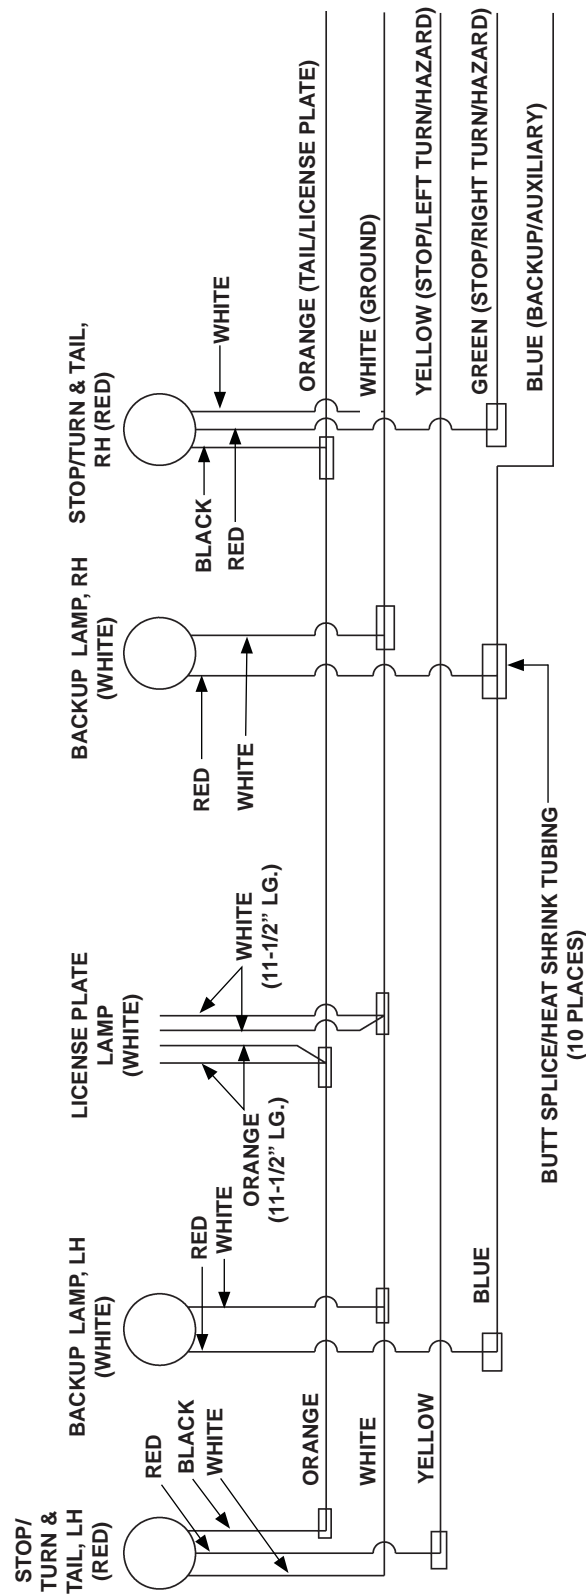 STOP/
TURN &
TAIL, LH
(RED)
BACKUP LAMP, LH
(WHITE)
LICENSE PLATE
LAMP
(WHITE)
BACKUP LAMP, RH
(WHITE)
STOP/TURN & TAIL,
RH (RED)
RED
BLACK
WHITE
RED
WHITE
ORANGE
(11-1/2” LG.)
WHITE
(11-1/2” LG.)
RED
WHITE
BLACK
RED
WHITE
ORANGE
ORANGE (TAIL/LICENSE PLATE)
WHITE
WHITE (GROUND)
YELLOW
YELLOW (STOP/LEFT TURN/HAZARD)
BLUE
GREEN (STOP/RIGHT TURN/HAZARD)
BLUE (BACKUP/AUXILIARY)
BUTT SPLICE/HEAT SHRINK TUBING
(10 PLACES)